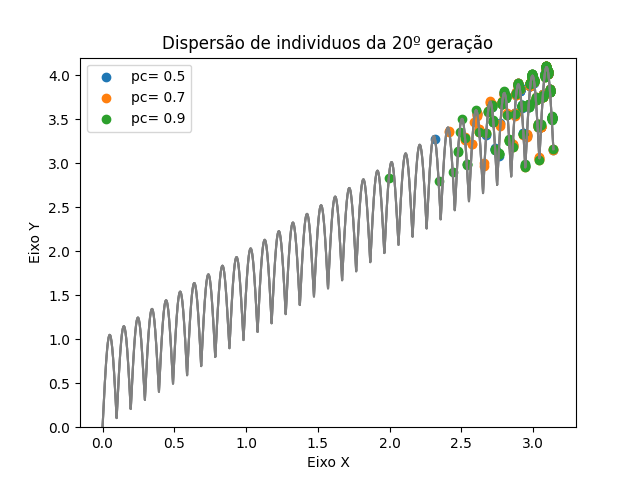 Dispersão de individuos da 20º geração
pc= 0.5
pc= 0.7
pc= 0.9
Eixo Y
4.0
3.5
3.0
2.5
2.0
1.5
1.0
0.5
0.0
0.0 0.5 1.0 1.5 2.0 2.5 3.0
Eixo X